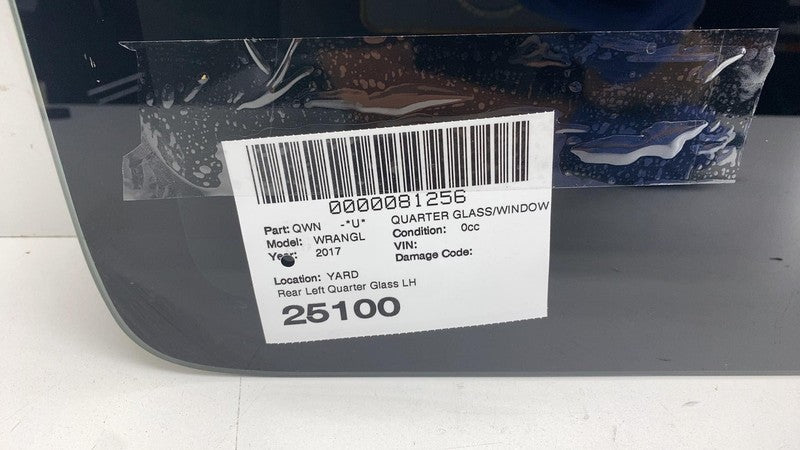 0000081256
Part: QWN -*U* QUARTER GLASS/WINDOW
Model: WRANGL Condition: 0cc
Year: 2017 VIN:
Damage Code:
Location: YARD
Rear Left Quarter Glass LH
25100